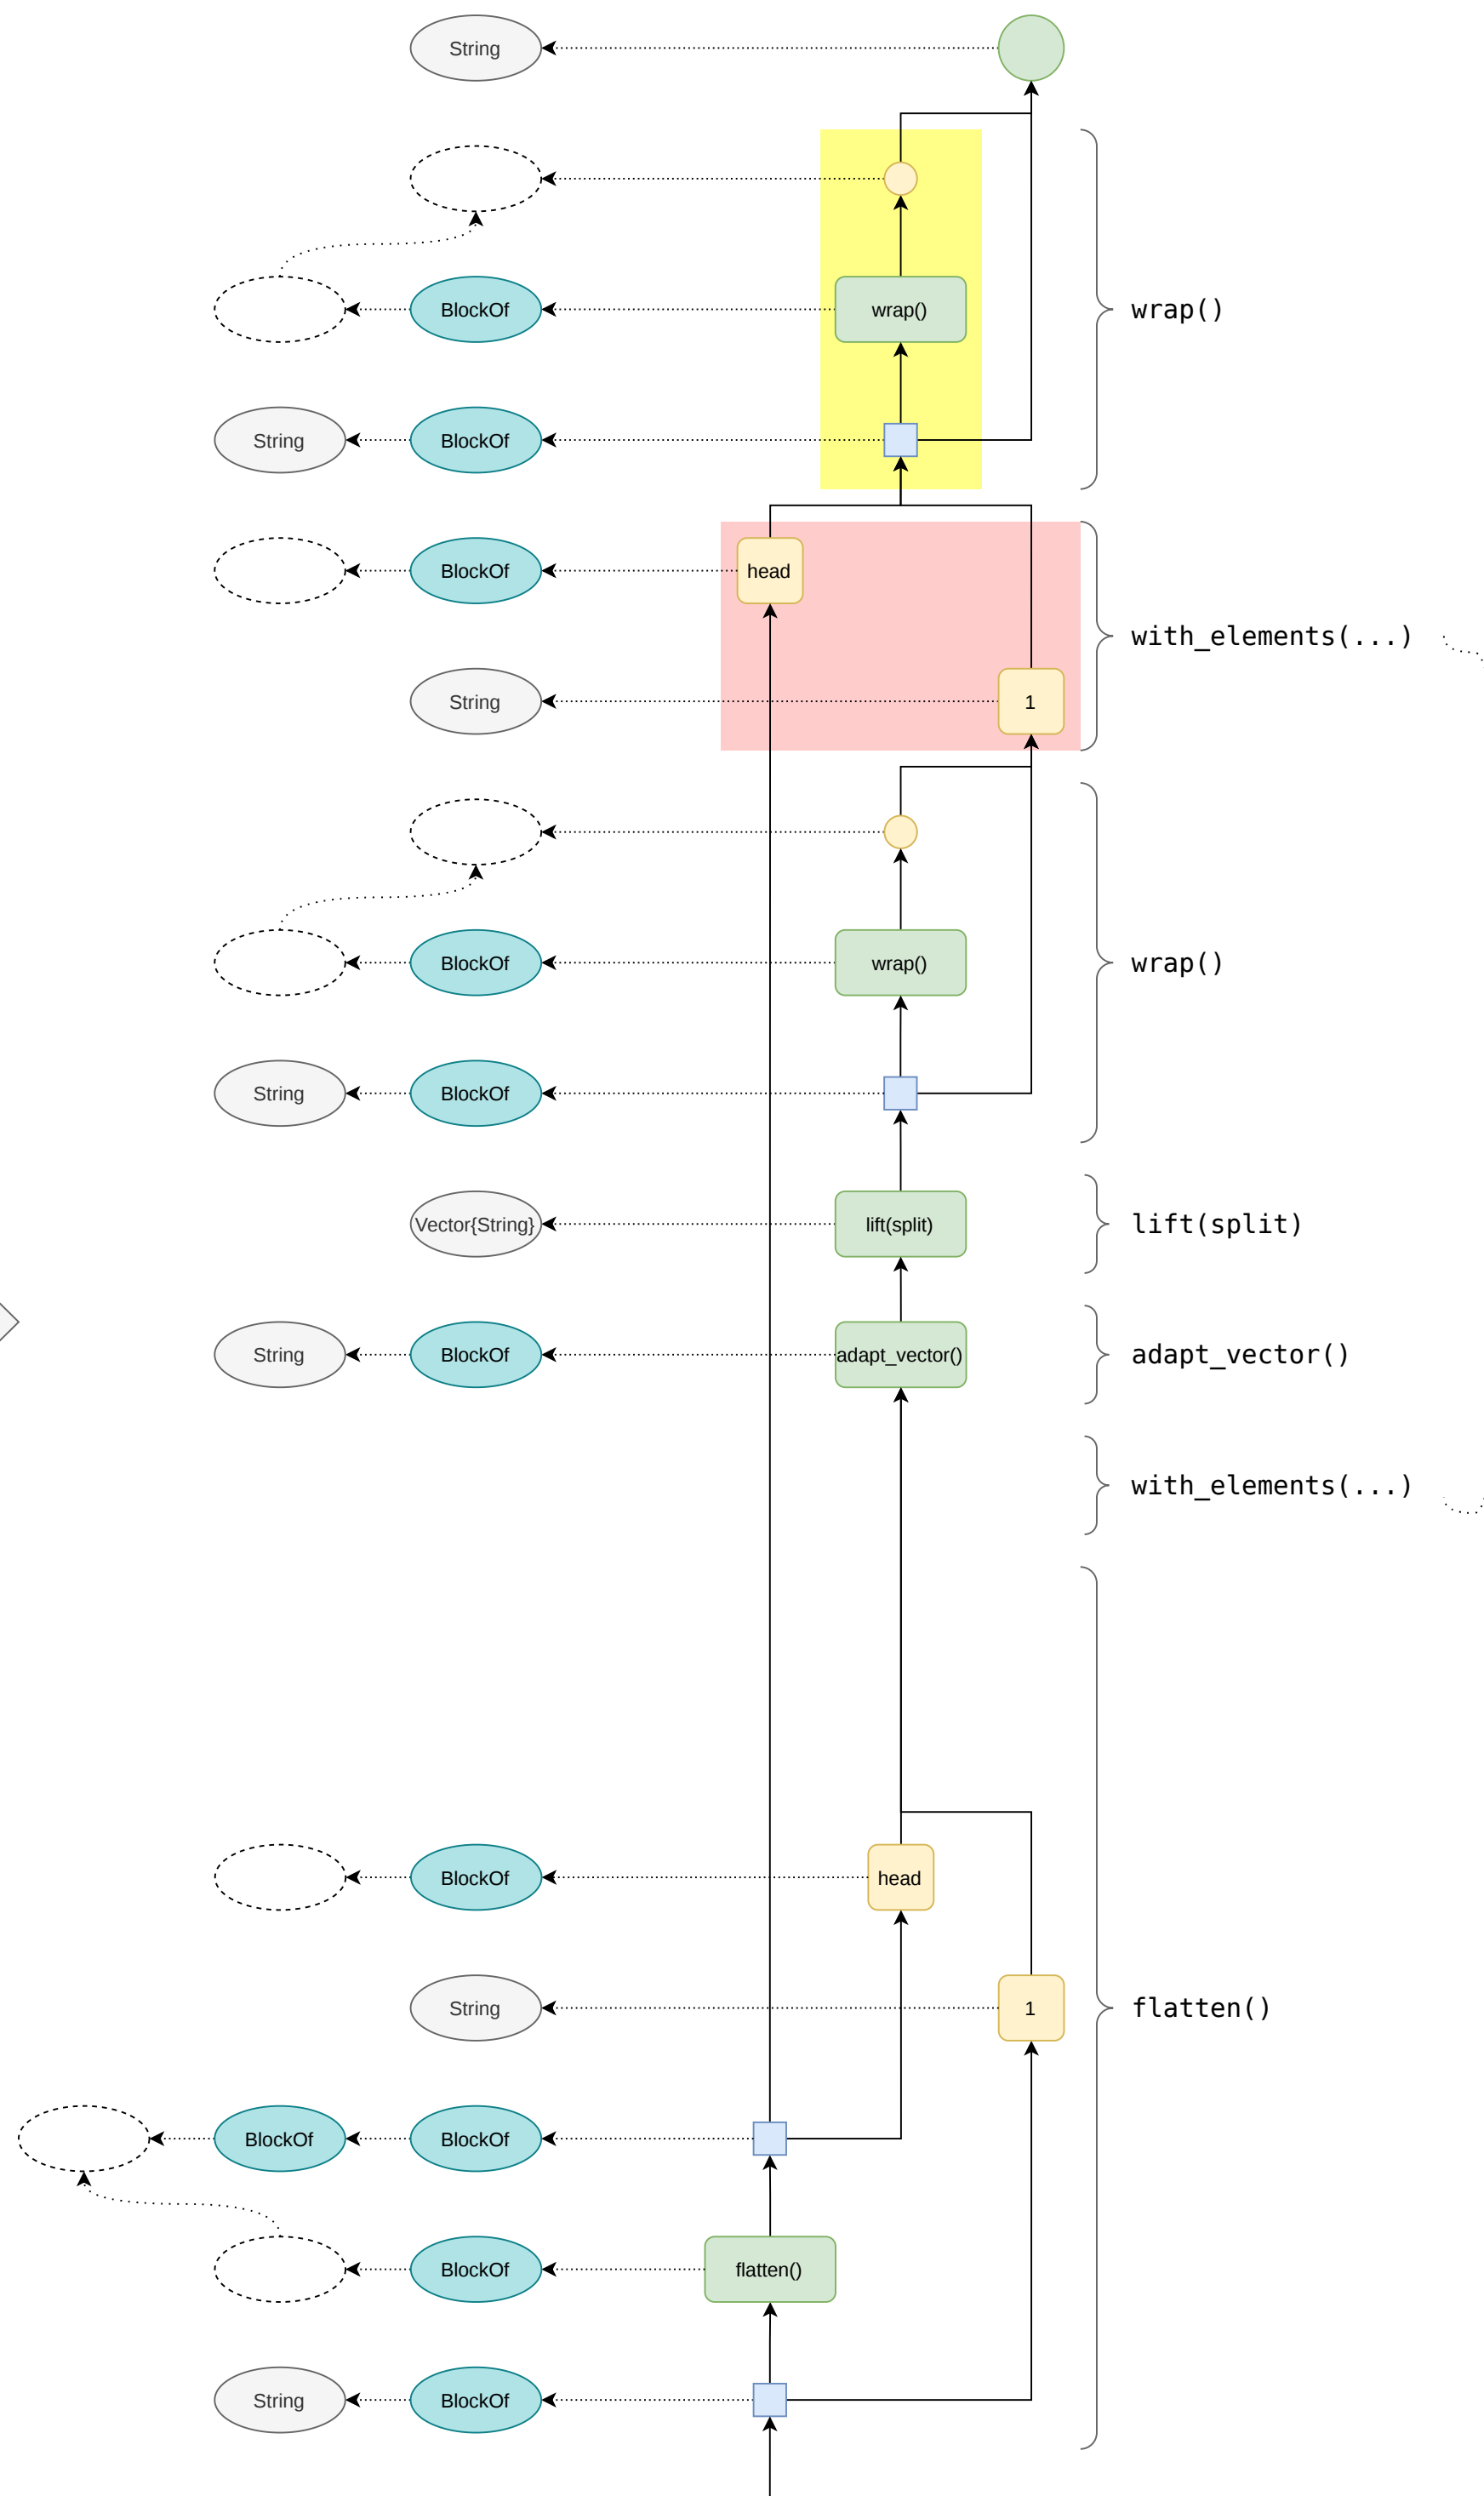 String
BlockOf
wrap()
wrap()
String
BlockOf
BlockOf
head
with_elements(...)
String
1
BlockOf
wrap()
wrap()
String
BlockOf
Vector{String}
lift(split)
lift(split)
String
BlockOf
adapt_vector()
adapt_vector()
with_elements(...)
BlockOf
head
String
1
flatten()
BlockOf
BlockOf
BlockOf
flatten()
String
BlockOf